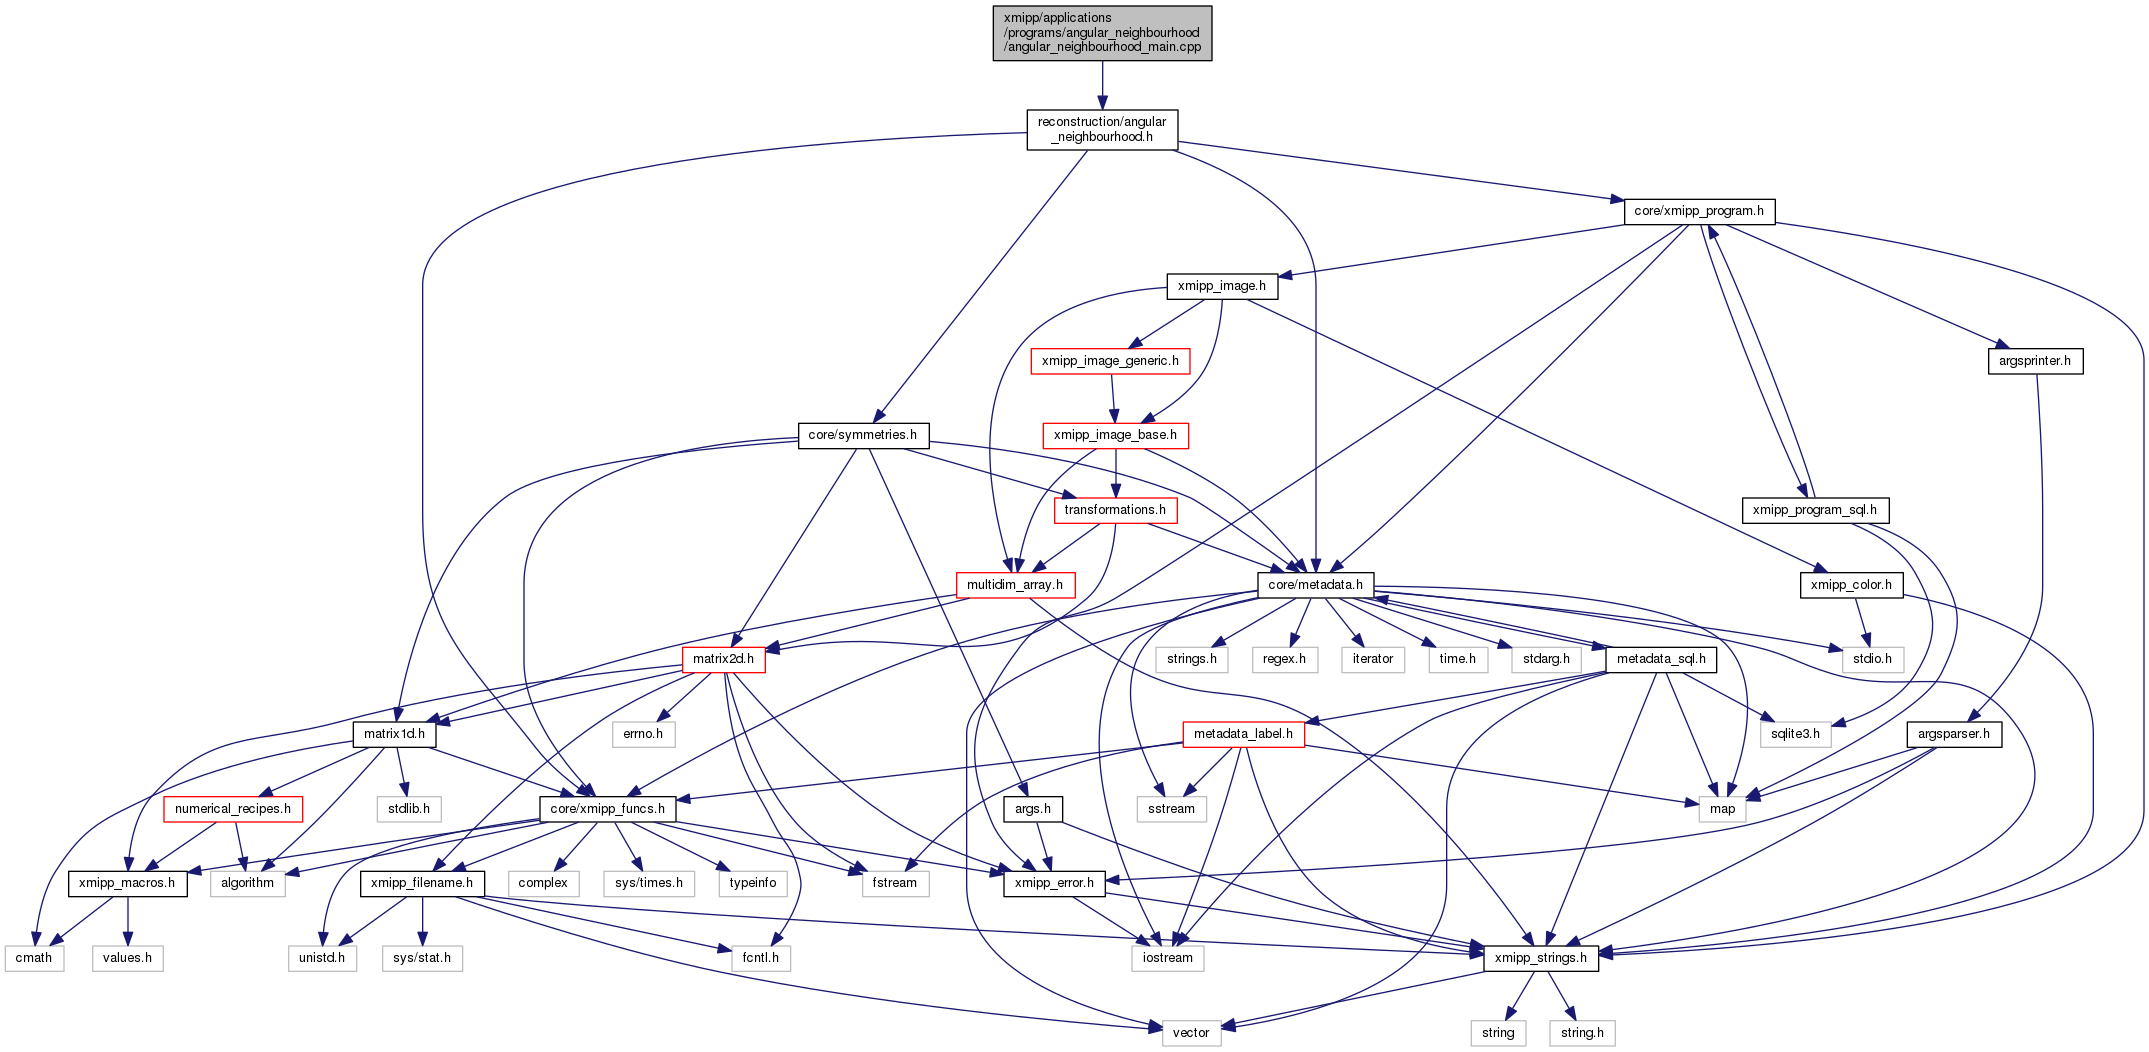 xmipp/applications
/programs/angular_neighbourhood
/angular_neighbourhood_main.cpp
reconstruction/angular
_neighbourhood.h
core/xmipp_program.h
xmipp_image.h
xmipp_image_generic.h
argsprinter.h
core/symmetries.h
xmipp_image_base.h
transformations.h
xmipp_program_sql.h
multidim_array.h
core/metadata.h
xmipp_color.h
matrix2d.h
strings.h
regex.h
iterator
time.h
stdarg.h
metadata_sql.h
stdio.h
matrix1d.h
errno.h
metadata_label.h
sqlite3.h
argsparser.h
numerical_recipes.h
stdlib.h
core/xmipp_funcs.h
args.h
sstream
map
xmipp_macros.h
algorithm
xmipp_filename.h
complex
sys/times.h
typeinfo
fstream
xmipp_error.h
cmath
values.h
unistd.h
sys/stat.h
fcntl.h
iostream
xmipp_strings.h
vector
string
string.h